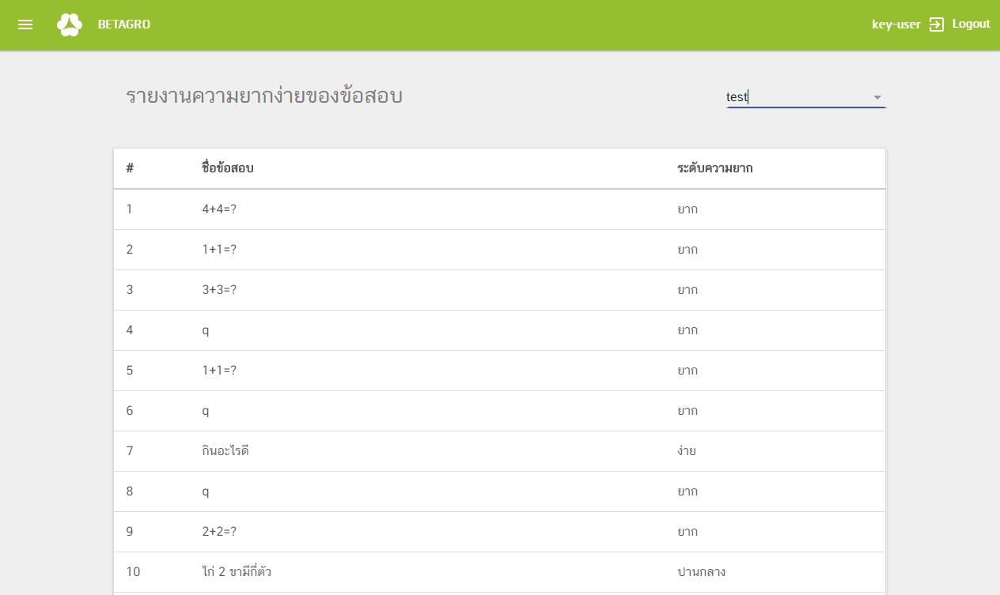 BETAGRO key-user Logout
รายงานความยากง่ายของข้อสอบ test
# ชื่อข้อสอบ ระดับความยาก
1 4+4=? ยาก
2 1+1=? ยาก
3 3+3=? ยาก
4 q ยาก
5 1+1=? ยาก
6 q ยาก
7 กินอะไรดี ง่าย
8 q ยาก
9 2+2=? ยาก
10 ไก่ 2 ขามีกี่ตัว ปานกลาง